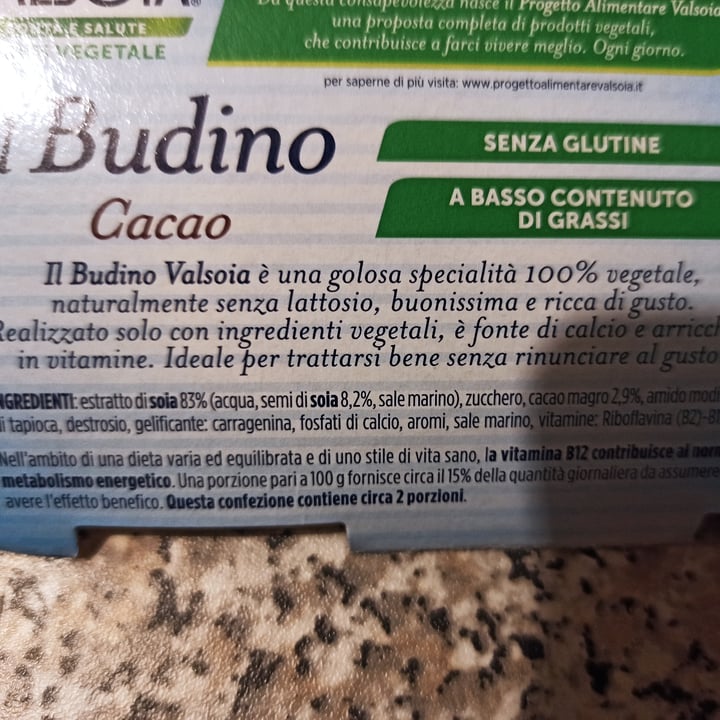 Da questa consapevolezza nasce il Progetto Alimentare Valsoia
una proposta completa di prodotti vegetali,
che contribuisce a farci vivere meglio. Ogni giorno.
E SALUTE
VEGETALE
per saperne di più visita: www.progettoalimentarevalsoia.it
Budino
Cacao
SENZA GLUTINE
A BASSO CONTENUTO
DI GRASSI
Il Budino Valsoia è una golosa specialità 100% vegetale,
naturalmente senza lattosio, buonissima e ricca di gusto.
Realizzato solo con ingredienti vegetali, è fonte di calcio e arricch
in vitamine. Ideale per trattarsi bene senza rinunciare al gusto
INGREDIENTI: estratto di soia 83% (acqua, semi di soia 8,2%, sale marino), zucchero, cacao magro 2,9%, amido modi
di tapioca, destrosio, gelificante: carragenina, fosfati di calcio, aromi, sale marino, vitamine: Riboflavina (B2)-B
Nell'ambito di una dieta varia ed equilibrata e di uno stile di vita sano, la vitamina B12 contribuisce al norm
metabolismo energetico. Una porzione pari a 100 g fornisce circa il 15% della quantità giornaliera da assumere
avere l'effetto benefico. Questa confezione contiene circa 2 porzioni.